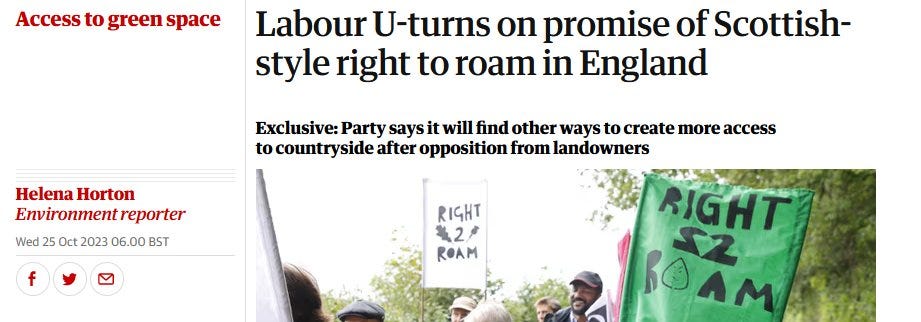 Access to green space
Labour U-turns on promise of Scottish-
style right to roam in England
Exclusive: Party says it will find other ways to create more access
to countryside after opposition from landowners
Helena Horton
Environment reporter
Wed 25 Oct 2023 06.00 BST
RIGHT
2
ROAM
RIGHT
2
ROAM